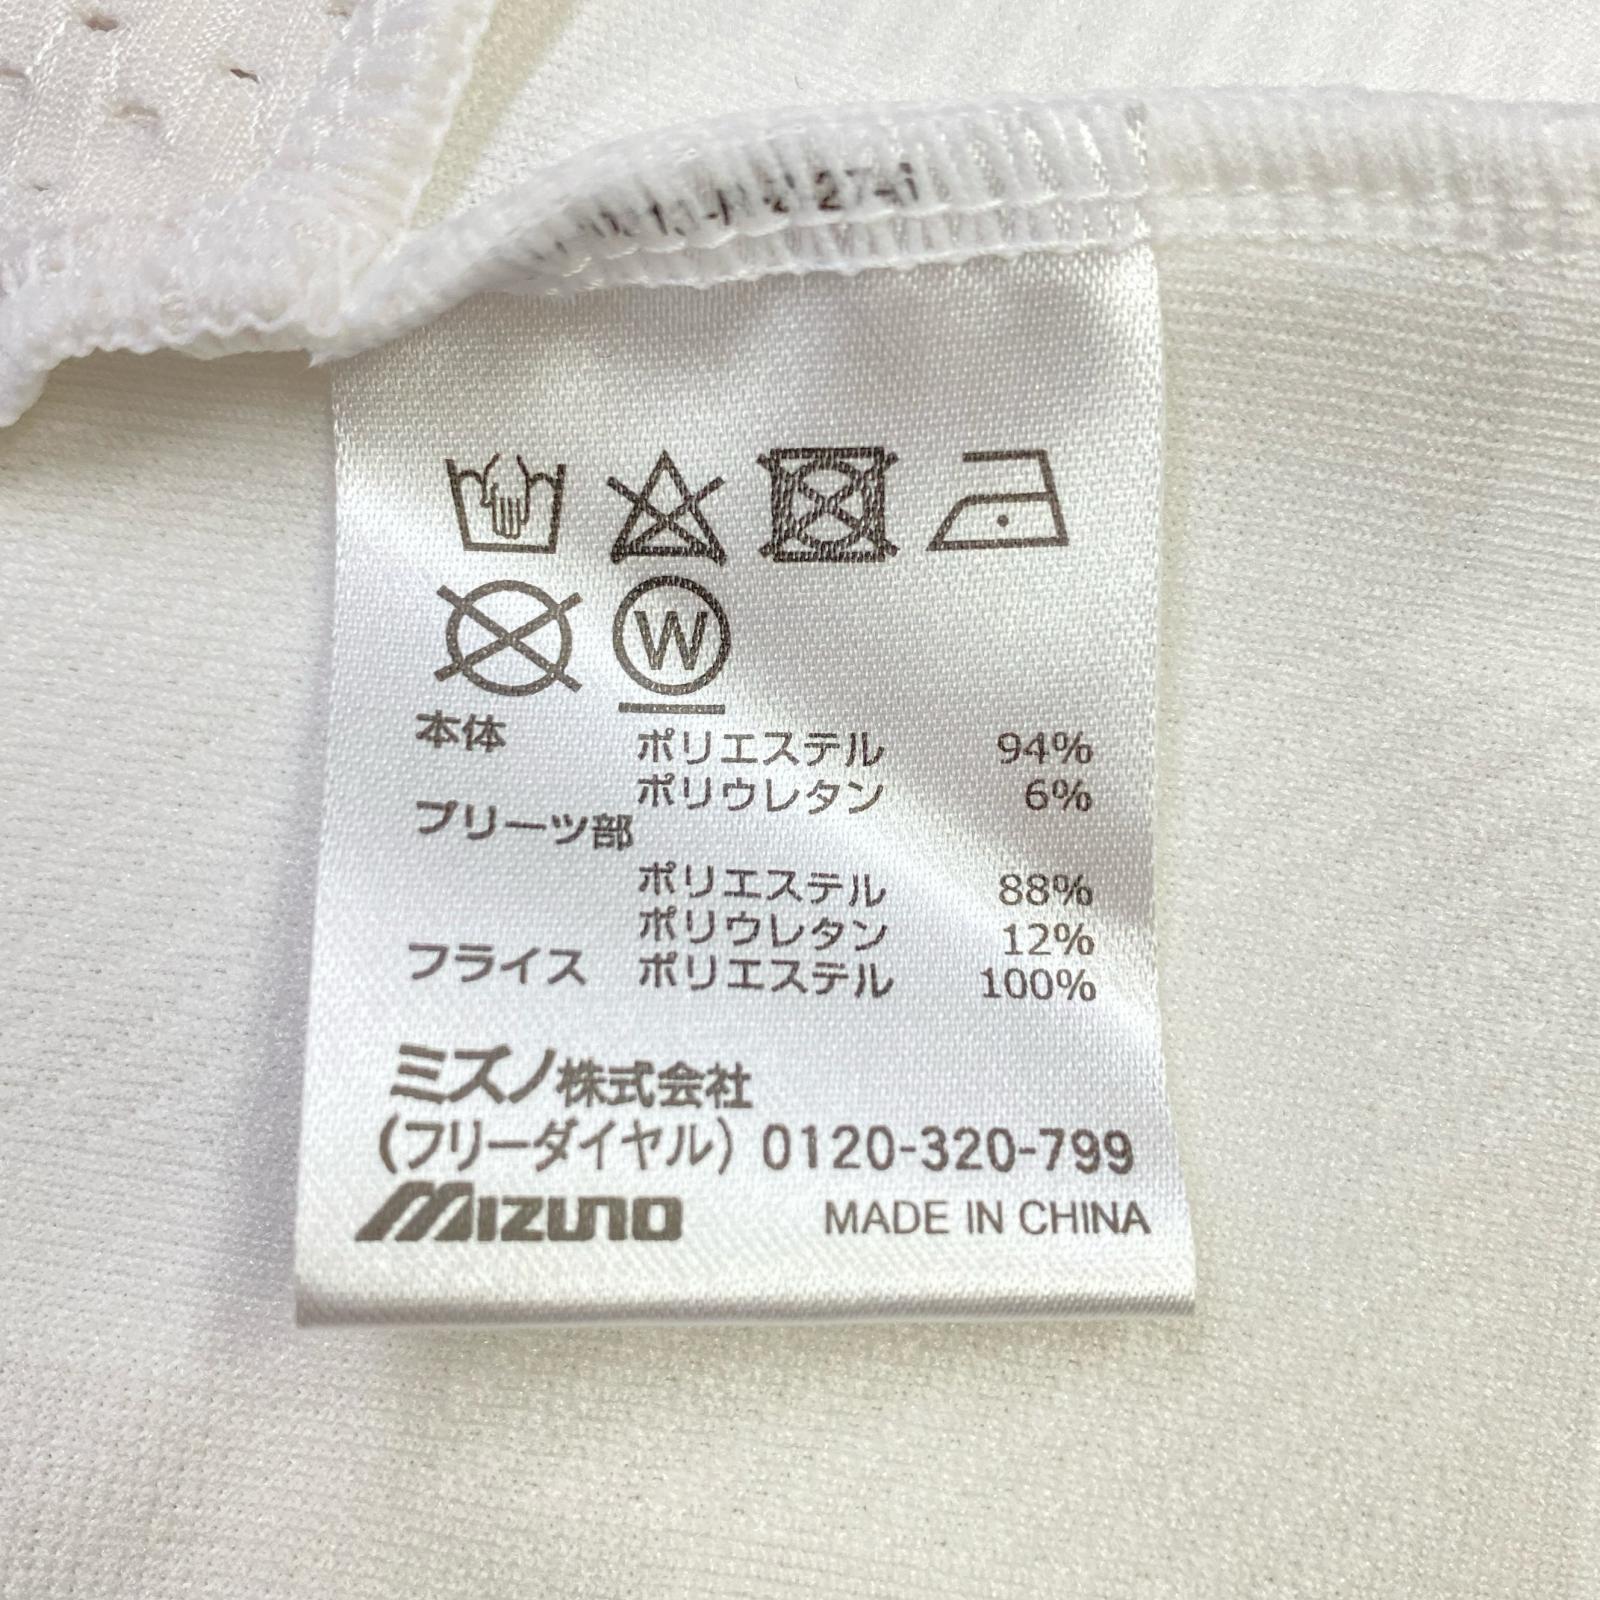 W
本体 ポリエステル 94%
ポリウレタン 6%
プリーツ部
ポリエステル 88%
ポリウレタン 12%
フライス ポリエステル 100%
ミズノ株式会社
(フリーダイヤル) 0120-320-799
MIZUNO MADE IN CHINA